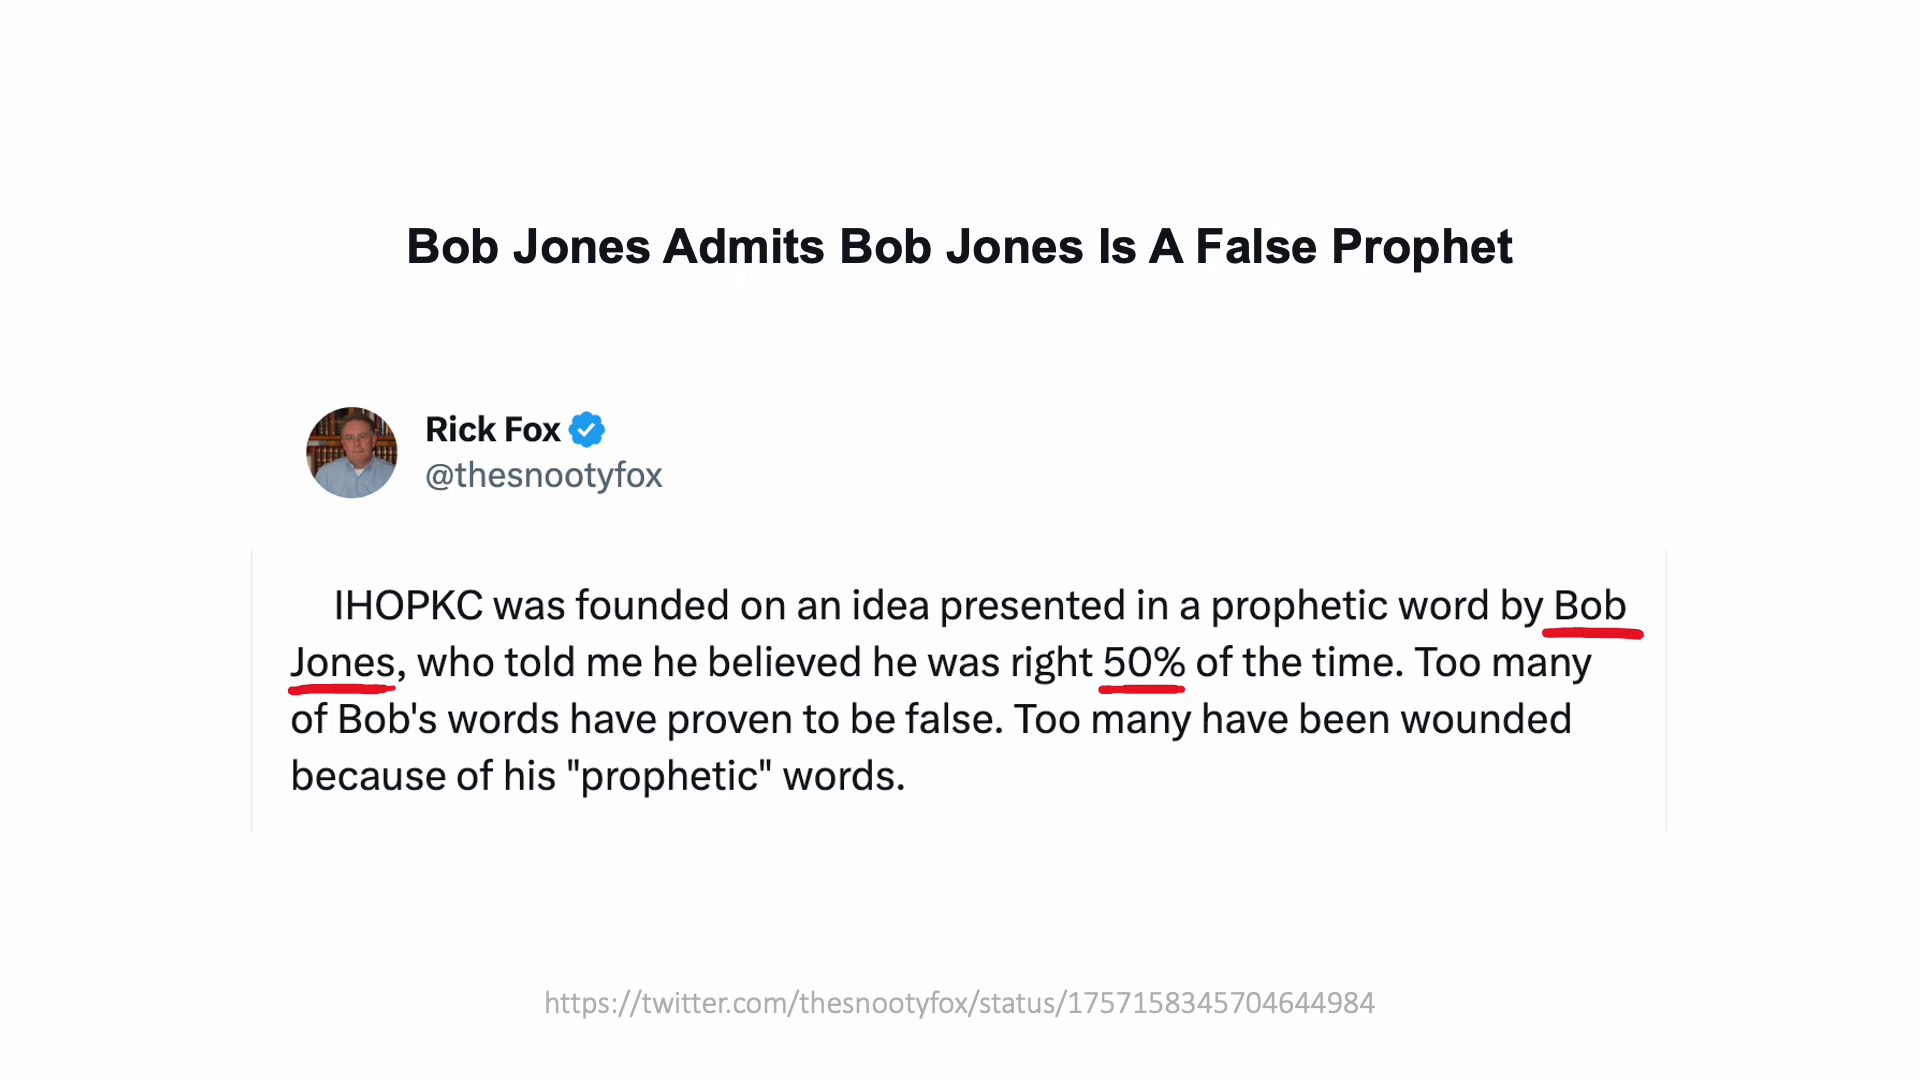 Bob Jones Admits Bob Jones Is A False Prophet
Rick Fox
@thesnootyfox
IHOPKC was founded on an idea presented in a prophetic word by Bob
Jones, who told me he believed he was right 50% of the time. Too many
of Bob's words have proven to be false. Too many have been wounded
because of his "prophetic" words.
https://twitter.com/thesnootyfox/status/1757158345704644984